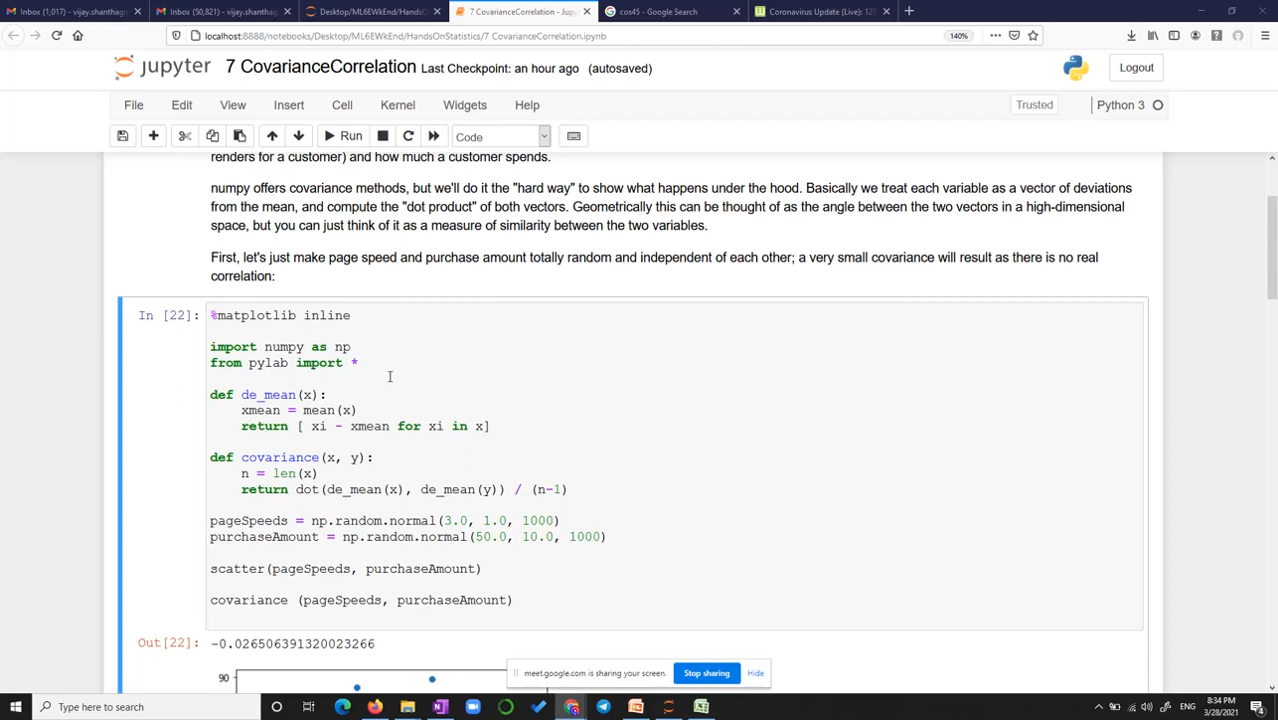 Inbox (1,017) - vijay.shanthag
Inbox (50,821) - vijay.shantha
Desktop/ML6EWkEnd/HandsO
7 CovarianceCorrelation - Jup
cos45 - Google Search
Coronavirus Update (Live): 127,
localhost:8888/notebooks/Desktop/ML6EWkEnd/HandsOnStatistics/7 CovarianceCorrelation.ipynb
140%
jupyter 7 CovarianceCorrelation Last Checkpoint: an hour ago (autosaved)
Logout
File Edit View Insert Cell Kernel Widgets Help
Trusted
Python 3
Run
Code
renders for a customer) and how much a customer spends.
numpy offers covariance methods, but we'll do it the "hard way" to show what happens under the hood. Basically we treat each variable as a vector of deviations
from the mean, and compute the "dot product" of both vectors. Geometrically this can be thought of as the angle between the two vectors in a high-dimensional
space, but you can just think of it as a measure of similarity between the two variables.
First, let's just make page speed and purchase amount totally random and independent of each other; a very small covariance will result as there is no real
correlation:
In [22]: %matplotlib inline
import numpy as np
from pylab import *
def de_mean(x):
xmean = mean(x)
return [ xi - xmean for xi in x]
def covariance(x, y):
n = len(x)
return dot(de_mean(x), de_mean(y)) / (n-1)
pageSpeeds = np.random.normal(3.0, 1.0, 1000)
purchaseAmount = np.random.normal(50.0, 10.0, 1000)
scatter(pageSpeeds, purchaseAmount)
covariance (pageSpeeds, purchaseAmount)
Out[22]: -0.026506391320023266
90
meet.google.com is sharing your screen.
Stop sharing
Hide
Type here to search
ENG
8:34 PM
3/28/2021